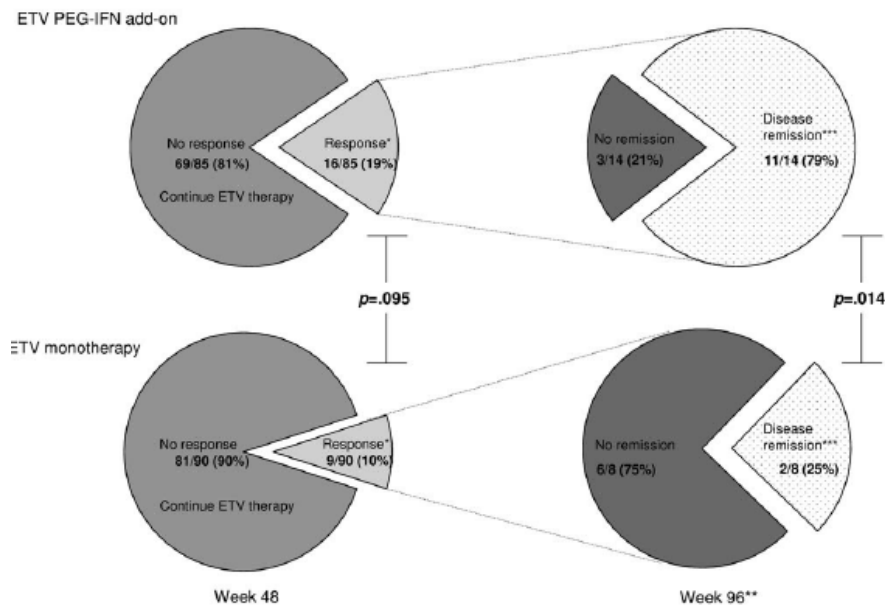 ETV PEG-IFN add-on
No response
69/85 (81%)
Continue ETV therapy
Response*
16/85 (19%)
No remission
3/14 (21%)
Disease
remission***
11/14 (79%)
p=.095
p=.014
ETV monotherapy
No response
81/90 (90%)
Continue ETV therapy
Response*
9/90 (10%)
No remission
6/8 (75%)
Disease
remission***
2/8 (25%)
Week 48
Week 96**